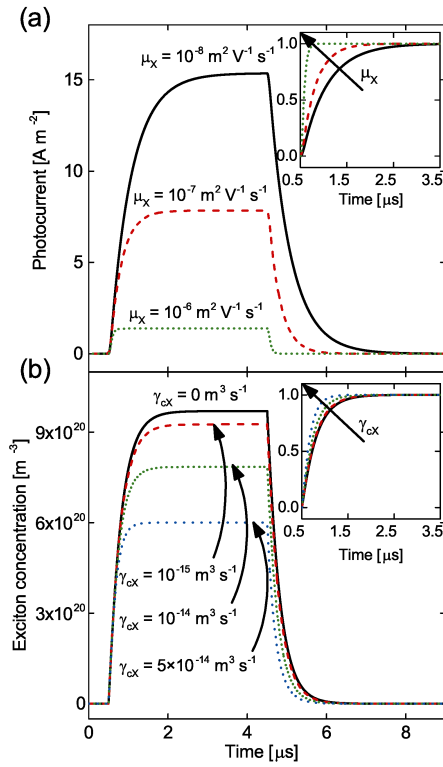 (a)
μX = 10-8 m2 V-1 s-1
μX = 10-7 m2 V-1 s-1
μX = 10-6 m2 V-1 s-1
Photocurrent [A m-2]
15
10
5
0
1.0
0.5
0.0
0.5 1.5 2.5 3.5
Time [μs]
μX
(b)
γcX = 0 m3 s-1
γcX = 10-15 m3 s-1
γcX = 10-14 m3 s-1
γcX = 5×10-14 m3 s-1
Exciton concentration [m-3]
9x1020
6x1020
3x1020
0
1.0
0.5
0.0
0.5 1.5 2.5 3.5
Time [μs]
γcX
0 2 4 6 8
Time [μs]